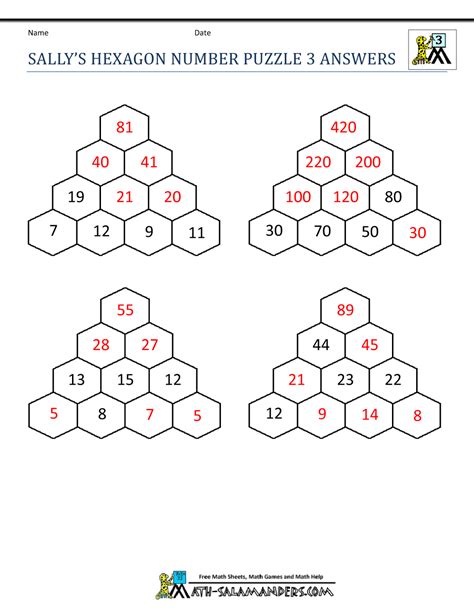 Name Date
SALLY'S HEXAGON NUMBER PUZZLE 3 ANSWERS
3
81 420
40 41 220 200
19 21 20 100 120 80
7 12 9 11 30 70 50 30
55 89
28 27 44 45
13 15 12 21 23 22
5 8 7 5 12 9 14 8
Free Math Sheets, Math Games and Math Help
MATH-SALAMANDERS.COM